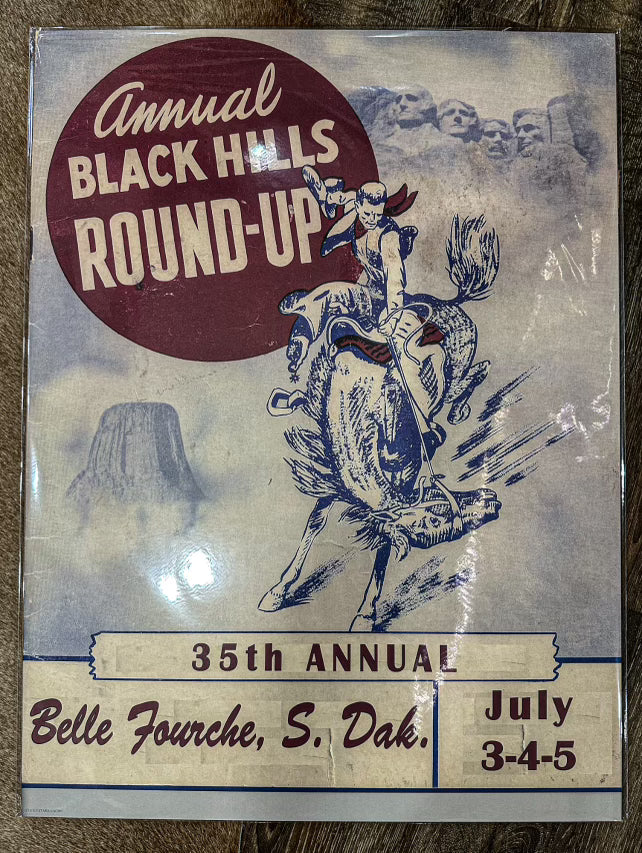 Annual
BLACK HILLS
ROUND-UP
35th ANNUAL
Belle Fourche, S. Dak.
July
3-4-5